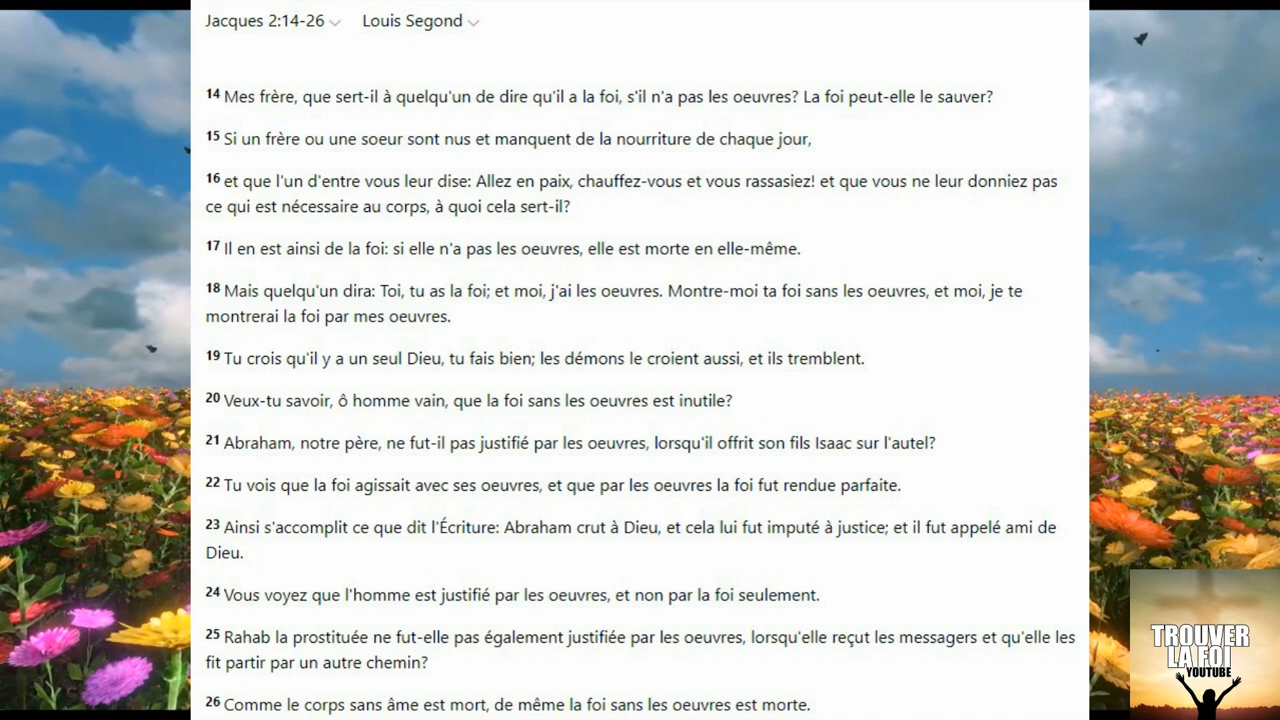 Jacques 2:14-26 Louis Segond
14 Mes frère, que sert-il à quelqu'un de dire qu'il a la foi, s'il n'a pas les oeuvres? La foi peut-elle le sauver?
15 Si un frère ou une soeur sont nus et manquent de la nourriture de chaque jour,
16 et que l'un d'entre vous leur dise: Allez en paix, chauffez-vous et vous rassasiez! et que vous ne leur donniez pas
ce qui est nécessaire au corps, à quoi cela sert-il?
17 Il en est ainsi de la foi: si elle n'a pas les oeuvres, elle est morte en elle-même.
18 Mais quelqu'un dira: Toi, tu as la foi; et moi, j'ai les oeuvres. Montre-moi ta foi sans les oeuvres, et moi, je te
montrerai la foi par mes oeuvres.
19 Tu crois qu'il y a un seul Dieu, tu fais bien; les démons le croient aussi, et ils tremblent.
20 Veux-tu savoir, ô homme vain, que la foi sans les oeuvres est inutile?
21 Abraham, notre père, ne fut-il pas justifié par les oeuvres, lorsqu'il offrit son fils Isaac sur l'autel?
22 Tu vois que la foi agissait avec ses oeuvres, et que par les oeuvres la foi fut rendue parfaite.
23 Ainsi s'accomplit ce que dit l'Écriture: Abraham crut à Dieu, et cela lui fut imputé à justice; et il fut appelé ami de
Dieu.
24 Vous voyez que l'homme est justifié par les oeuvres, et non par la foi seulement.
25 Rahab la prostituée ne fut-elle pas également justifiée par les oeuvres, lorsqu'elle reçut les messagers et qu'elle les
fit partir par un autre chemin?
26 Comme le corps sans âme est mort, de même la foi sans les oeuvres est morte.
TROUVER
LA FOI
YOUTUBE